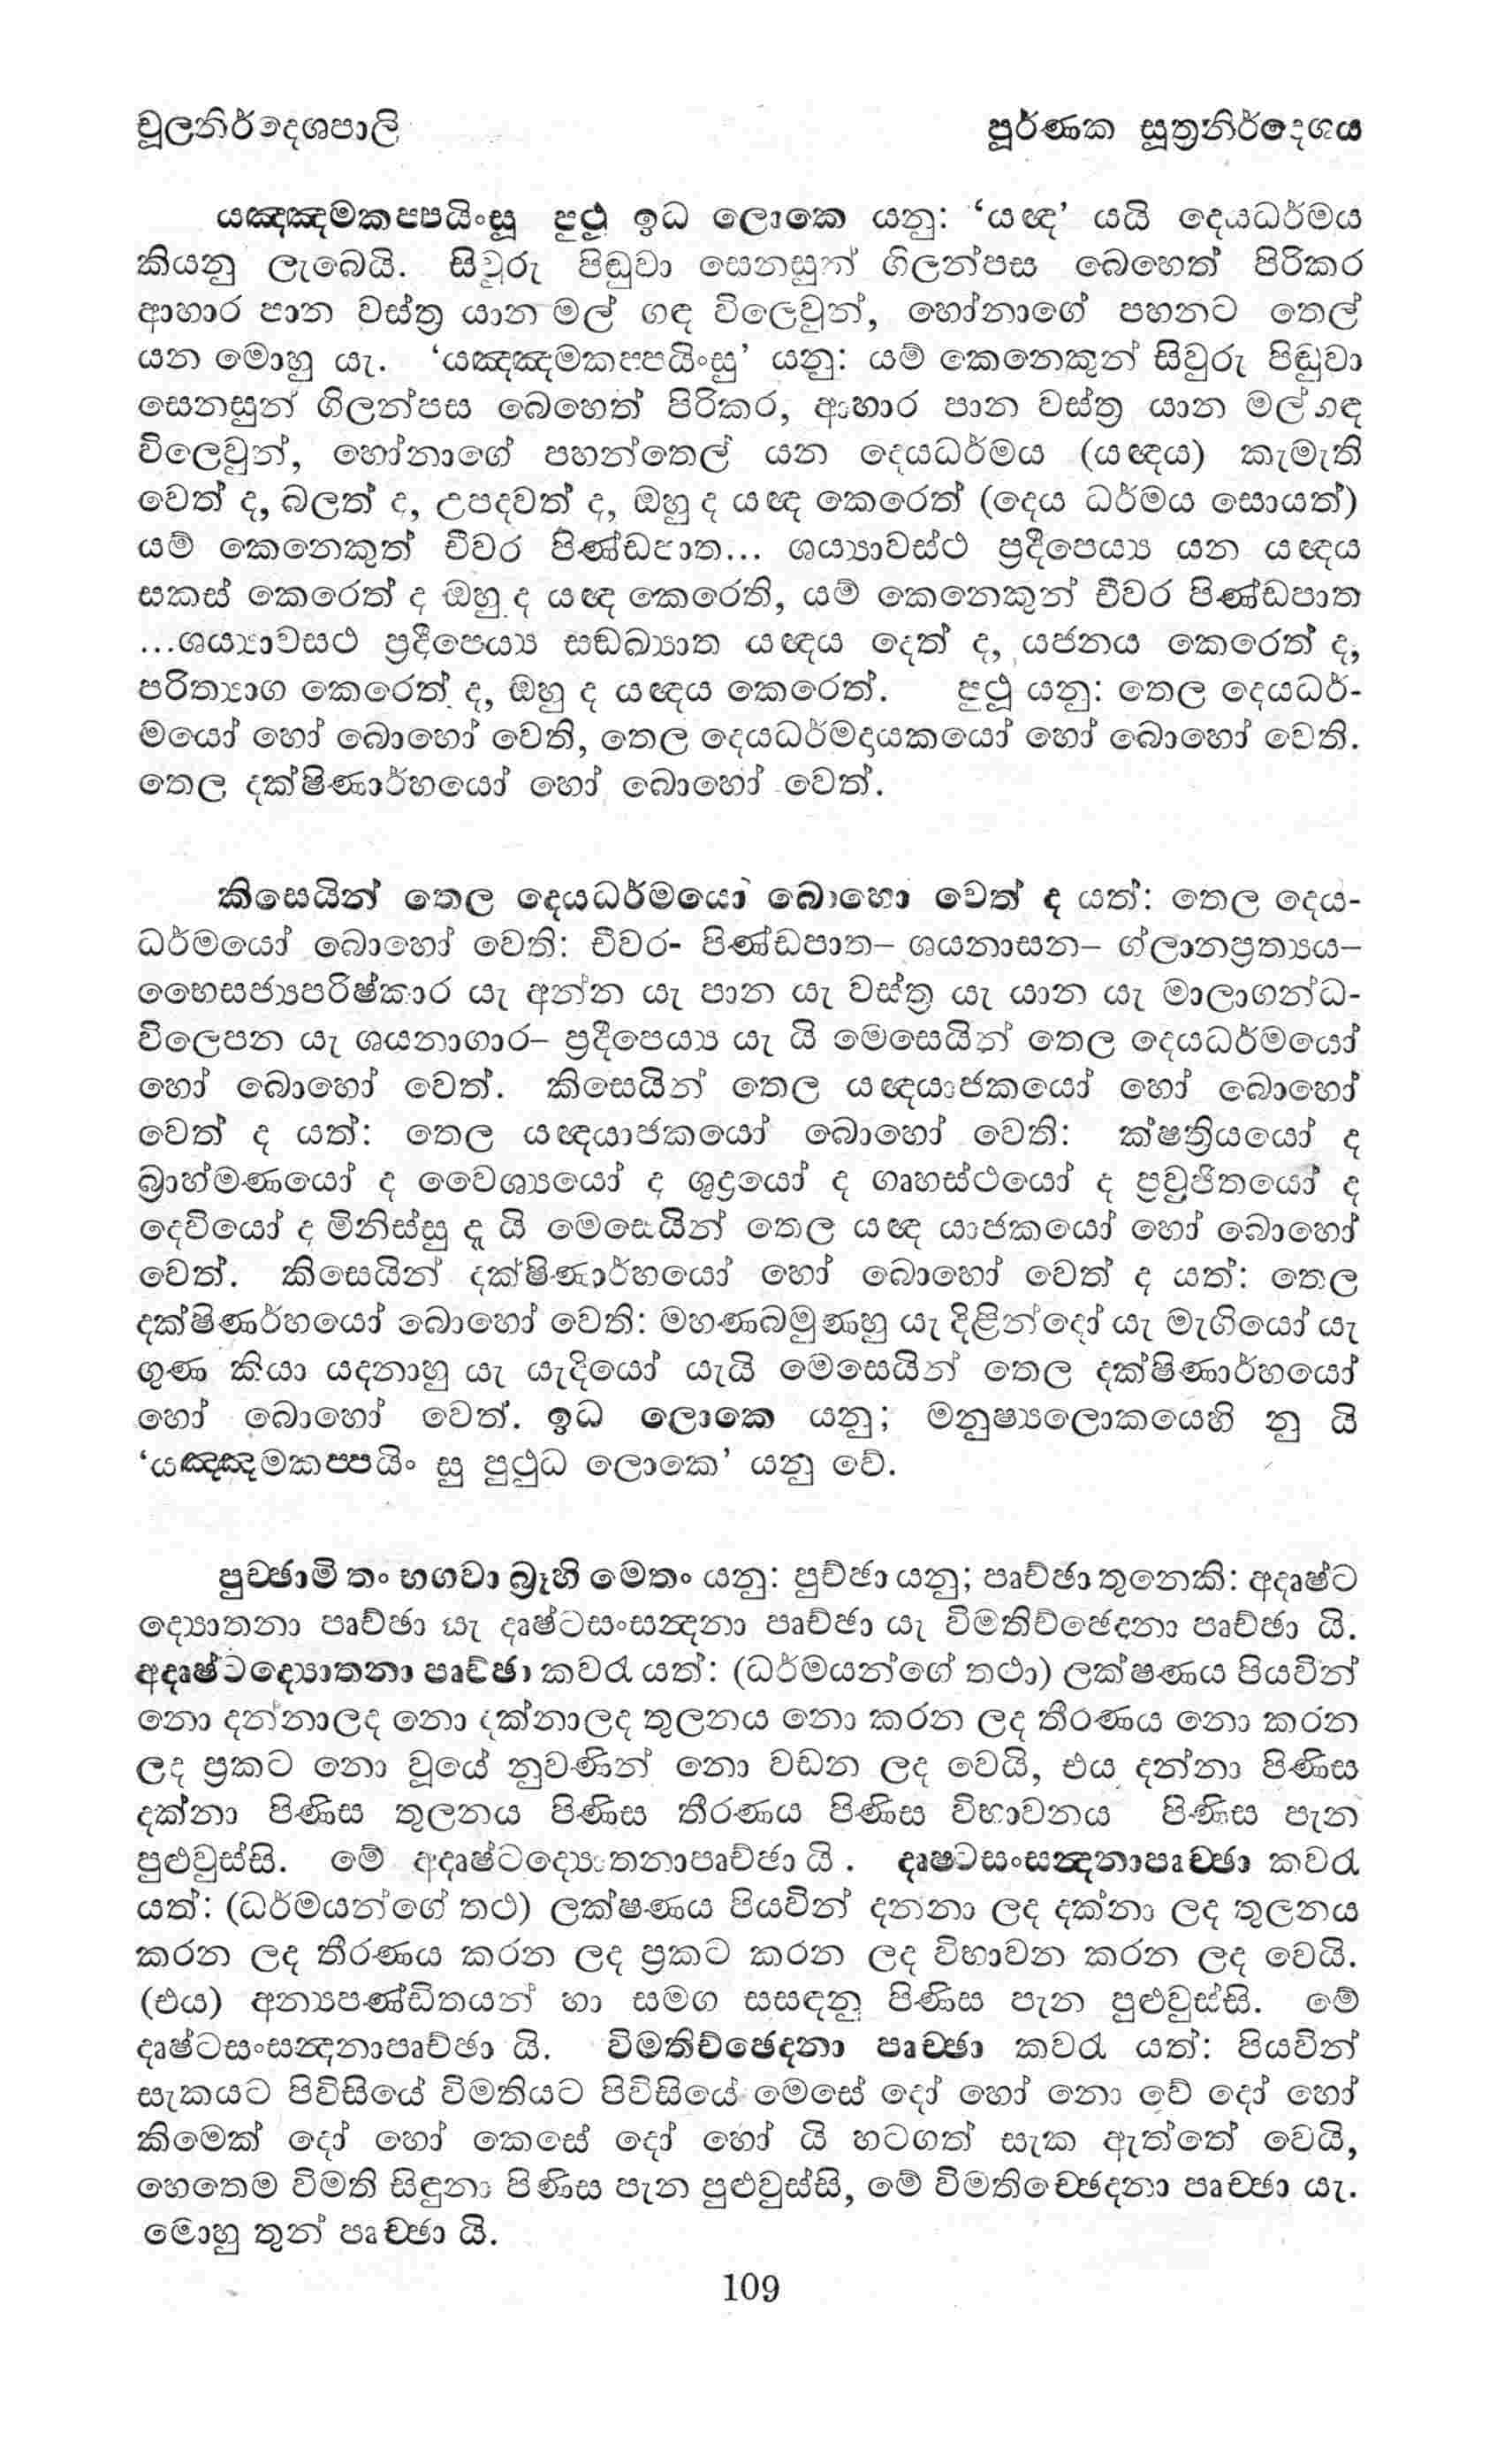 චූලනිර්දෙශපාලි	පූර්ණක සූත්‍රනිර්දෙශය
යඤ්ඤමකප්පයිංසු පුථූ ඉධ ලොකෙ යනු: ‘යඥ’ යයි දෙයධර්මය
කියනු ලැබෙයි. සිවුරු පිඬුවා සෙනසුන් ගිලන්පස බෙහෙත් පිරිකර
ආහාර පාන වස්ත්‍ර යාන මල් ගඳ විලෙවුන්, හෝනාගේ පහනට තෙල්
යන මොහු යැ. ‘යඤ්ඤමකප්පයිංසු’ යනු: යම් කෙනෙකුන් සිවුරු පිඬුවා
සෙනසුන් ගිලන්පස බෙහෙත් පිරිකර, ආහාර පාන වස්ත්‍ර යාන මල් ගඳ
විලෙවුන්, හෝනාගේ පහන්තෙල් යන දෙයධර්මය (යඥය) කැමැති
වෙත් ද, බලත් ද, උපදවත් ද, ඔහු ද යඥ කෙරෙත් (දෙය ධර්මය සොයත්)
යම් කෙනෙකුත් චීවර පිණ්ඩපාත... ශය්‍යාවස්ථ ප්‍රදීපෙය්‍ය යන යඥය
සකස් කෙරෙත් ද ඔහු ද යඥ කෙරෙති, යම් කෙනෙකුන් චීවර පිණ්ඩපාත
...ශය්‍යාවසථ ප්‍රදීපෙය්‍ය සඞ්ඛ්‍යාත යඥය දෙත් ද, යජනය කෙරෙත් ද,
පරිත්‍යාග කෙරෙත් ද, ඔහු ද යඥය කෙරෙත්. පුථූ යනු: තෙල දෙයධර්-
මයෝ හෝ බොහෝ වෙති, තෙල දෙයධර්මදායකයෝ හෝ බොහෝ වෙති.
තෙල දක්ෂිණාර්හයෝ හෝ බොහෝ වෙත්.
කිසෙයින් තෙල දෙයධර්මයෝ බොහො වෙත් ද යත්: තෙල දෙය-
ධර්මයෝ බොහෝ වෙති: චීවර- පිණ්ඩපාත– ශයනාසන– ග්ලානප්‍රත්‍යය–
භෛසජ්‍යපරිෂ්කාර යැ අන්න යැ පාන යැ වස්ත්‍ර යැ යාන යැ මාලාගන්ධ-
විලෙපන යැ ශයනාගාර– ප්‍රදීපෙය්‍ය යැ යි මෙසෙයින් තෙල දෙයධර්මයෝ
හෝ බොහෝ වෙත්. කිසෙයින් තෙල යඥයාජකයෝ හෝ බොහෝ
වෙත් ද යත්: තෙල යඥයාජකයෝ බොහෝ වෙති: ක්ෂත්‍රියයෝ ද
බ්‍රාහ්මණයෝ ද වෛශ්‍යයෝ ද ශුද්‍රයෝ ද ගෘහස්ථයෝ ද ප්‍රව්‍රජිතයෝ ද
දෙවියෝ ද මිනිස්සු දූ යි මෙසෙයින් තෙල යඥ යාජකයෝ හෝ බොහෝ
වෙත්. කිසෙයින් දක්ෂිණාර්හයෝ හෝ බොහෝ වෙත් ද යත්: තෙල
දක්ෂිණර්හයෝ බොහෝ වෙති: මහණබමුණහු යැ දිළින්දෝ යැ මැගියෝ යැ
ගුණ කියා යදනාහු යැ යැදියෝ යැයි මෙසෙයින් තෙල දක්ෂිණාර්හයෝ
හෝ බොහෝ වෙත්. ඉධ ලොකෙ යනු; මනුෂ්‍යලොකයෙහි නු යි
‘යඤ්ඤමකප්පයිං සු පුථුධ ලොකෙ’ යනු වේ.
පුච්ඡාමි තං භගවා බ්‍රූහි මෙතං යනු: පුච්ඡා යනු; පෘච්ඡා තුනෙකි: අදෘෂ්ට
ද්‍යොතනා පෘච්ඡා යැ දෘෂ්ටසංසන්‍දනා පෘච්ඡා යැ විමතිච්ඡෙදනා පෘච්ඡා යි.
අදෘෂ්ටද්‍යොතනා පෘච්ඡා කවරැ යත්: (ධර්මයන්ගේ තථා) ලක්ෂණය පියවින්
නො දන්නාලද නො දක්නාලද තුලනය නො කරන ලද තීරණය නො කරන
ලද ප්‍රකට නො වූයේ නුවණින් නො වඩන ලද වෙයි, එය දන්නා පිණිස
දක්නා පිණිස තුලනය පිණිස තීරණය පිණිස විභාවනය පිණිස පැන
පුළුවුස්සි. මේ අදෘෂ්ටද්‍යොතනාපෘච්ඡා යි. දෘෂටසංසන්‍දනාපෘච්ඡා කවරැ
යත්: (ධර්මයන්ගේ තථ) ලක්ෂණය පියවින් දන්නා ලද දක්නා ලද තුලනය
කරන ලද තීරණය කරන ලද ප්‍රකට කරන ලද විභාවන කරන ලද වෙයි.
(එය) අන්‍යපණ්ඩිතයන් හා සමග සසඳනු පිණිස පැන පුළුවුස්සි. මේ
දෘෂ්ටසංසන්‍දනාපෘච්ඡා යි. විමතිච්ඡෙදනා පෘච්ඡා කවරැ යත්: පියවින්
සැකයට පිවිසියේ විමතියට පිවිසියේ මෙසේ දෝ හෝ නො වේ දෝ හෝ
කිමෙක් දෝ හෝ කෙසේ දෝ හෝ යි හටගත් සැක ඇත්තේ වෙයි,
හෙතෙම විමති සිඳුනා පිණිස පැන පුළුවුස්සි, මේ විමතිච්ඡෙදනා පෘච්ඡා යැ.
මොහු තුන් පෘච්ඡා යි.
109